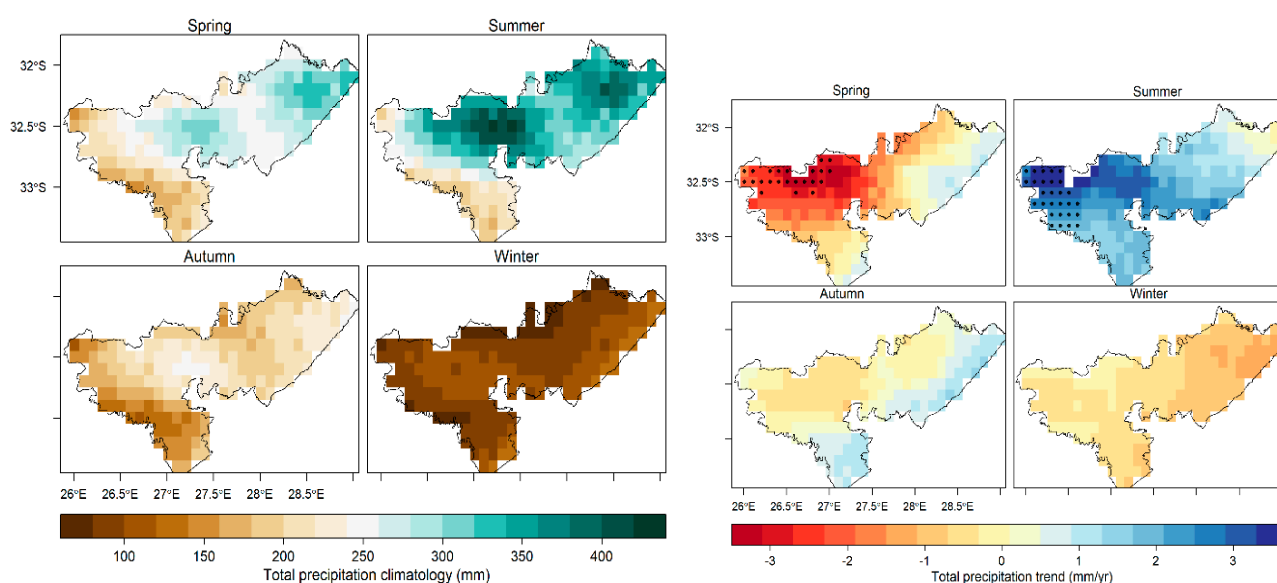 Spring Summer
32°S
32.5°S
33°S
Autumn Winter
26°E 26.5°E 27°E 27.5°E 28°E 28.5°E
100 150 200 250 300 350 400
Total precipitation climatology (mm)
Spring Summer
32°S
32.5°S
33°S
Autumn Winter
26°E 26.5°E 27°E 27.5°E 28°E 28.5°E
-3 -2 -1 0 1 2 3
Total precipitation trend (mm/yr)